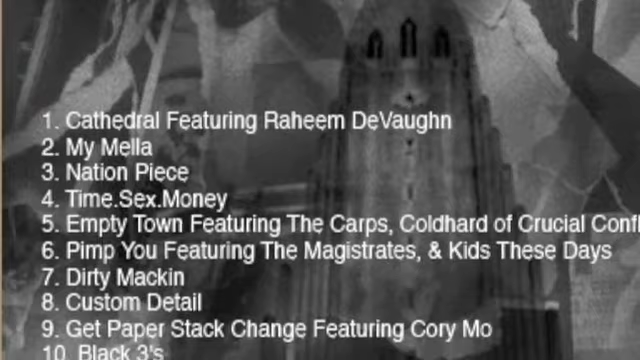 1. Cathedral Featuring Raheem DeVaughn
2. My Mella
3. Nation Piece
4. Time.Sex.Money
5. Empty Town Featuring The Carps, Coldhard of Crucial
6. Pimp You Featuring The Magistrates, & Kids These Days
7. Dirty Mackin
8. Custom Detail
9. Get Paper Stack Change Featuring Cory Mo
10. Black 3's